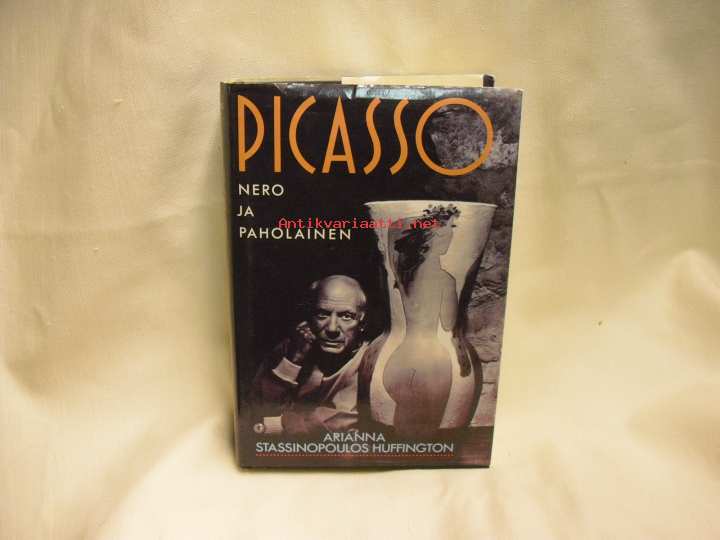 PICASSO
NERO
JA
PAHOLAINEN
Antikvariaatti.net
ARIANNA
STASSINOPOULOS HUFFINGTON